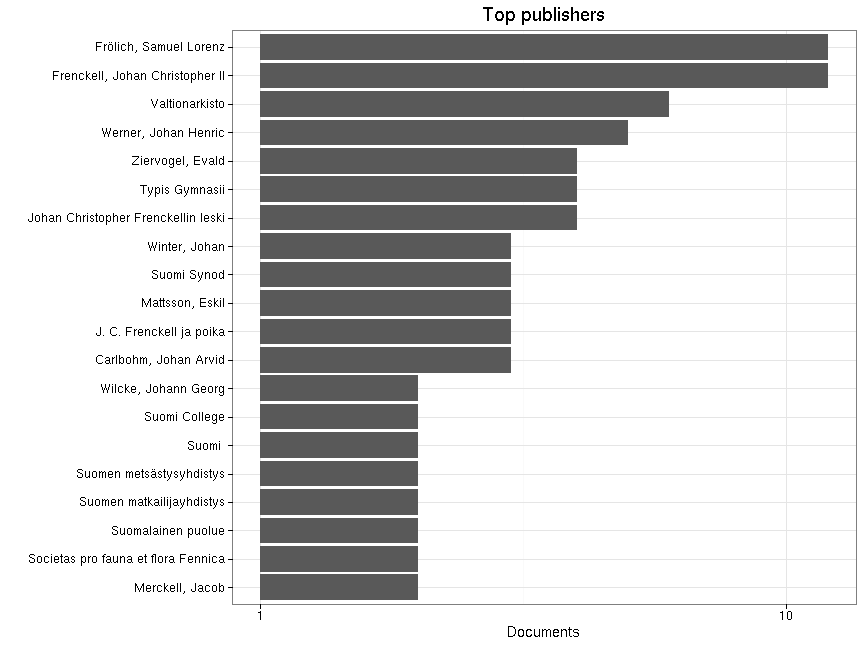 Top publishers
Frölich, Samuel Lorenz
Frenckell, Johan Christopher II
Valtionarkisto
Werner, Johan Henric
Ziervogel, Evald
Typis Gymnasii
Johan Christopher Frenckellin leski
Winter, Johan
Suomi Synod
Mattsson, Eskil
J. C. Frenckell ja poika
Carlbohm, Johan Arvid
Wilcke, Johann Georg
Suomi College
Suomi
Suomen metsästysyhdistys
Suomen matkailijayhdistys
Suomalainen puolue
Societas pro fauna et flora Fennica
Merckell, Jacob
1 10
Documents